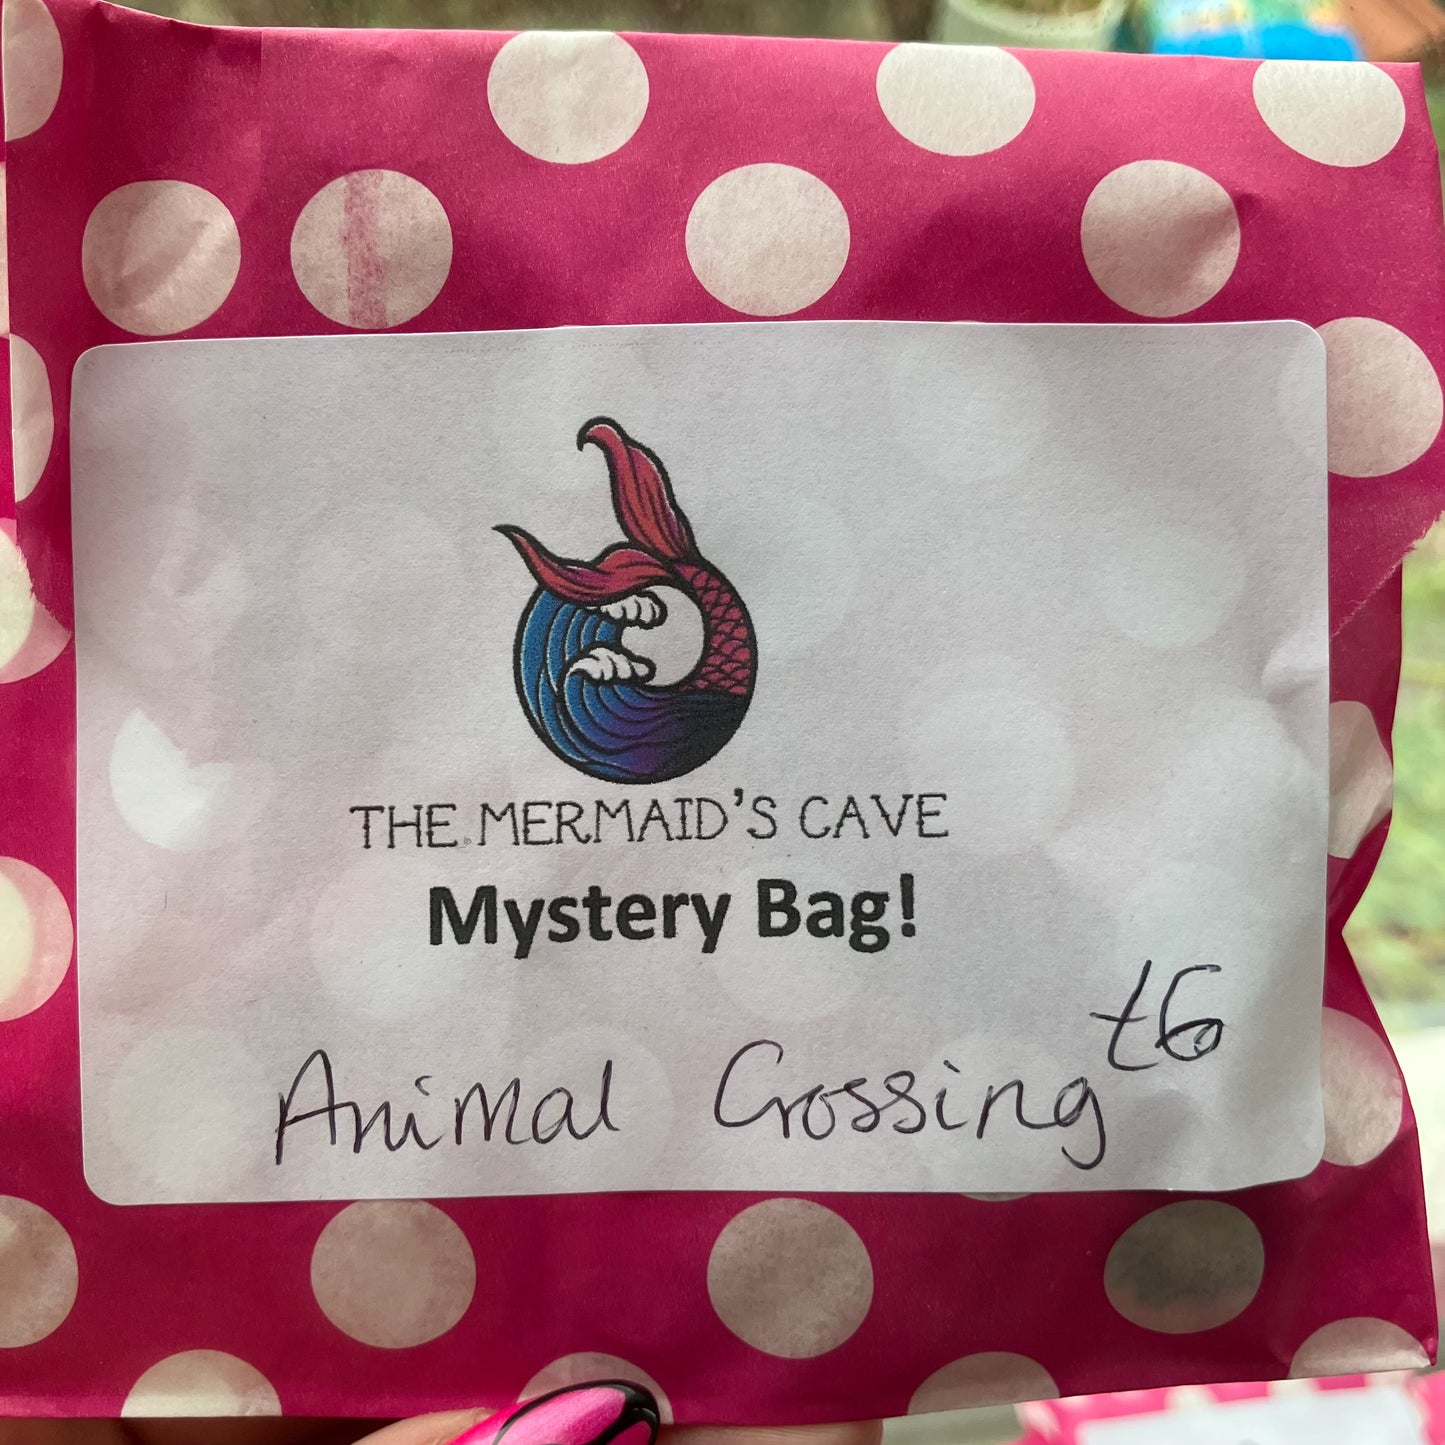 THE MERMAID'S CAVE
Mystery Bag!
£6
Animal Crossing